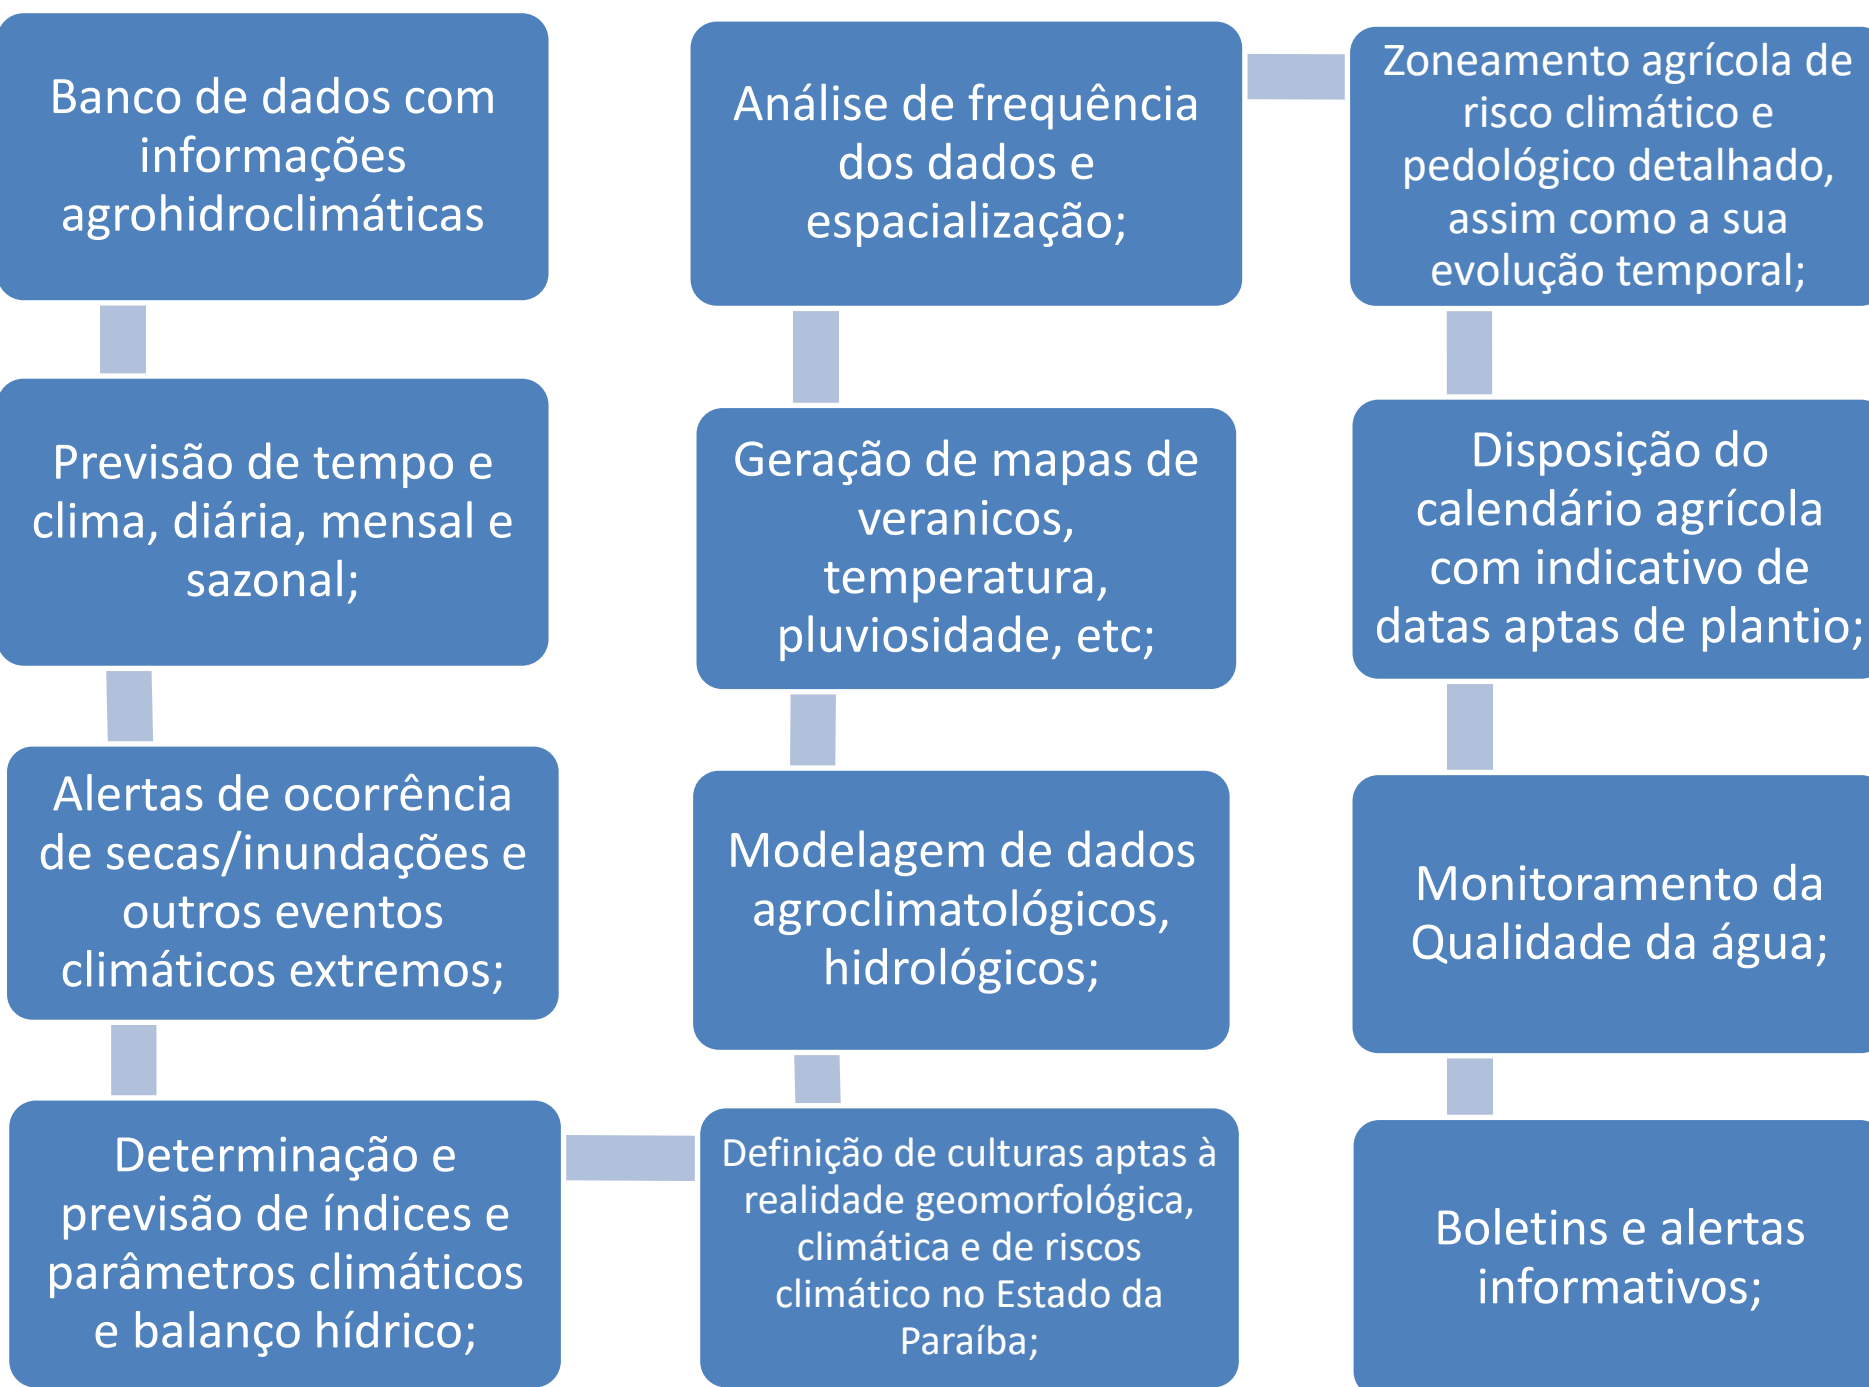 Banco de dados com
informações
agrohidroclimáticas
Previsão de tempo e
clima, diária, mensal e
sazonal;
Alertas de ocorrência
de secas/inundações e
outros eventos
climáticos extremos;
Determinação e
previsão de índices e
parâmetros climáticos
e balanço hídrico;
Definição de culturas aptas à
realidade geomorfológica,
climática e de riscos
climático no Estado da
Paraíba;
Modelagem de dados
agroclimatológicos,
hidrológicos;
Geração de mapas de
veranicos,
temperatura,
pluviosidade, etc;
Análise de frequência
dos dados e
espacialização;
Zoneamento agrícola de
risco climático e
pedológico detalhado,
assim como a sua
evolução temporal;
Disposição do
calendário agrícola
com indicativo de
datas aptas de plantio;
Monitoramento da
Qualidade da água;
Boletins e alertas
informativos;